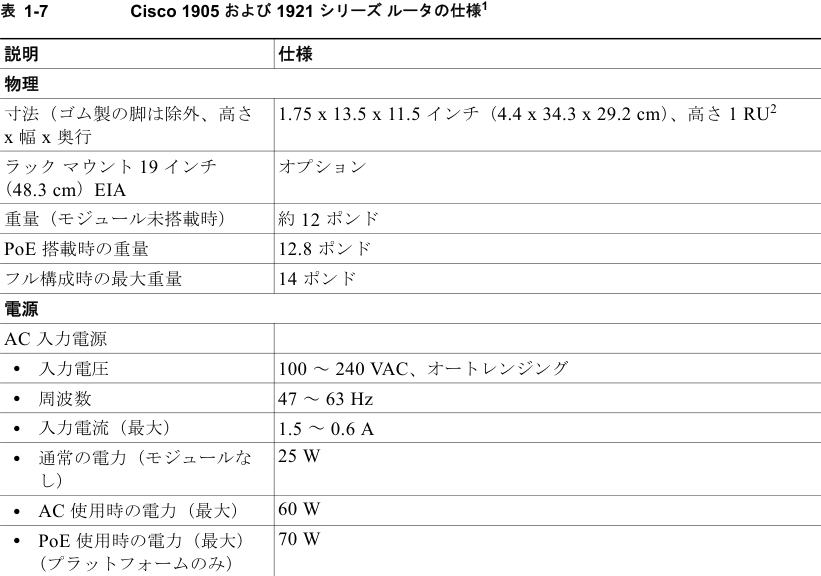 表 1-7 Cisco 1905 および 1921 シリーズ ルータの仕様1
説明 仕様
物理
寸法（ゴム製の脚は除外、高さ 1.75 x 13.5 x 11.5 インチ（4.4 x 34.3 x 29.2 cm）、高さ 1 RU2
x 幅 x 奥行
ラック マウント 19 インチ オプション
（48.3 cm）EIA
重量（モジュール未搭載時） 約 12 ポンド
PoE 搭載時の重量 12.8 ポンド
フル構成時の最大重量 14 ポンド
電源
AC 入力電源
• 入力電圧 100 ～ 240 VAC、オートレンジング
• 周波数 47 ～ 63 Hz
• 入力電流（最大） 1.5 ～ 0.6 A
• 通常の電力（モジュールな 25 W
し）
• AC 使用時の電力（最大） 60 W
• PoE 使用時の電力（最大） 70 W
（プラットフォームのみ）